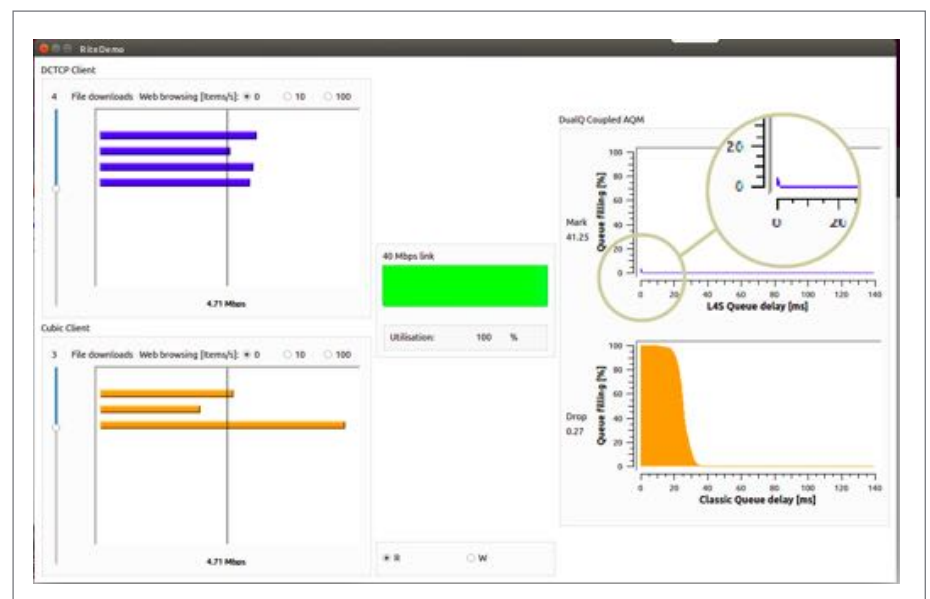 RiteDemo
DCTCP Client
4 File downloads Web browsing [Items/s]: 0 10 100
4.71 Mbps
Cubic Client
3 File downloads Web browsing [Items/s]: 0 10 100
4.71 Mbps
40 Mbps link
Utilisation: 100 %
R W
DualQ Coupled AQM
Mark
41.25
Queue filling [%]
100
80
60
40
20
0
0 20 40 60 80 100 120 140
L4S Queue delay [ms]
20
0
0 20
Drop
0.27
Queue filling [%]
100
80
60
40
20
0
0 20 40 60 80 100 120 140
Classic Queue delay [ms]